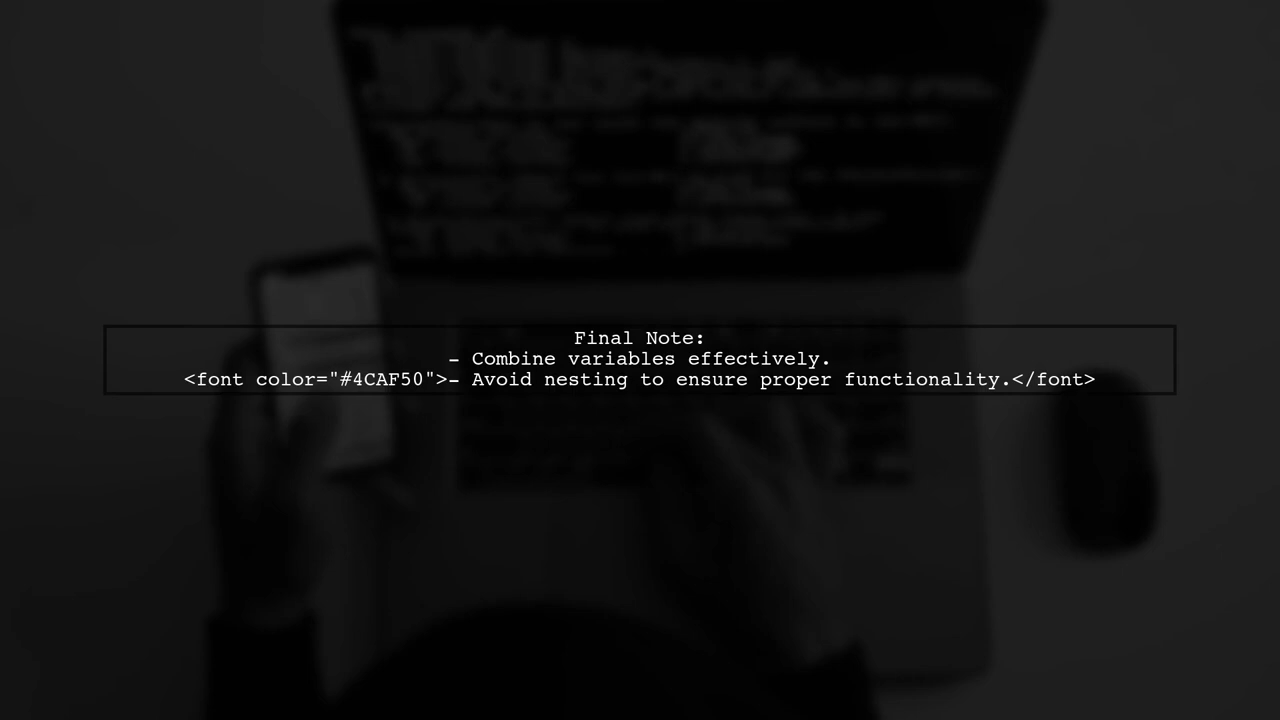 Final Note:
- Combine variables effectively.
<font color="#4CAF50">- Avoid nesting to ensure proper functionality.</font>